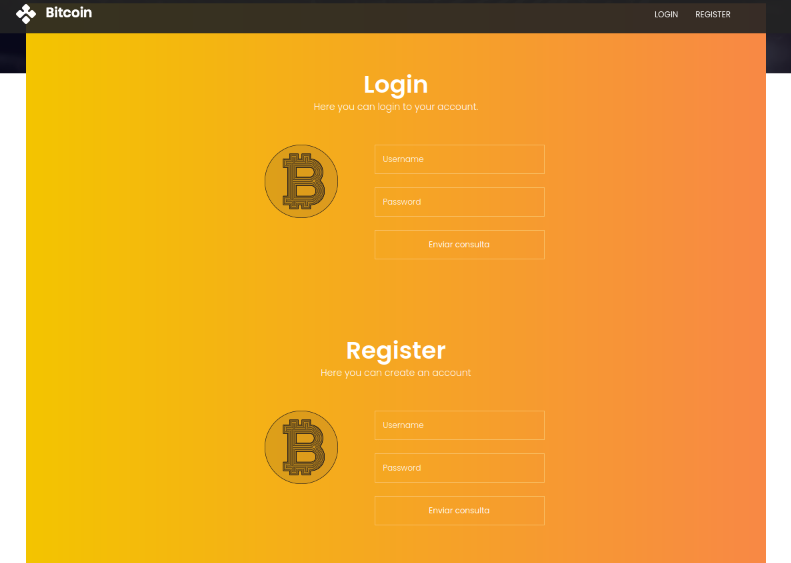 Bitcoin
LOGIN
REGISTER
Login
Here you can login to your account.
Username
Password
Enviar consulta
Register
Here you can create an account
Username
Password
Enviar consulta